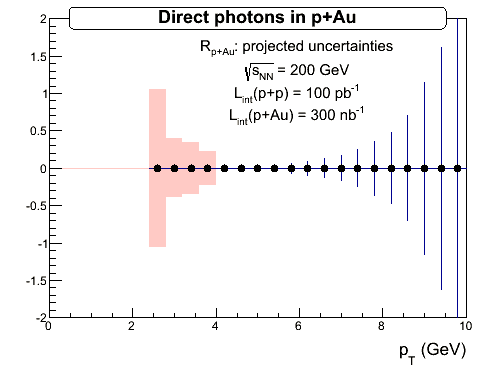 Direct photons in p+Au
R_{p+Au}: projected uncertainties
√s_{NN} = 200 GeV
L_{int}(p+p) = 100 pb^{-1}
L_{int}(p+Au) = 300 nb^{-1}
2
1.5
1
0.5
0
-0.5
-1
-1.5
-2
0 2 4 6 8 10
p_{T} (GeV)